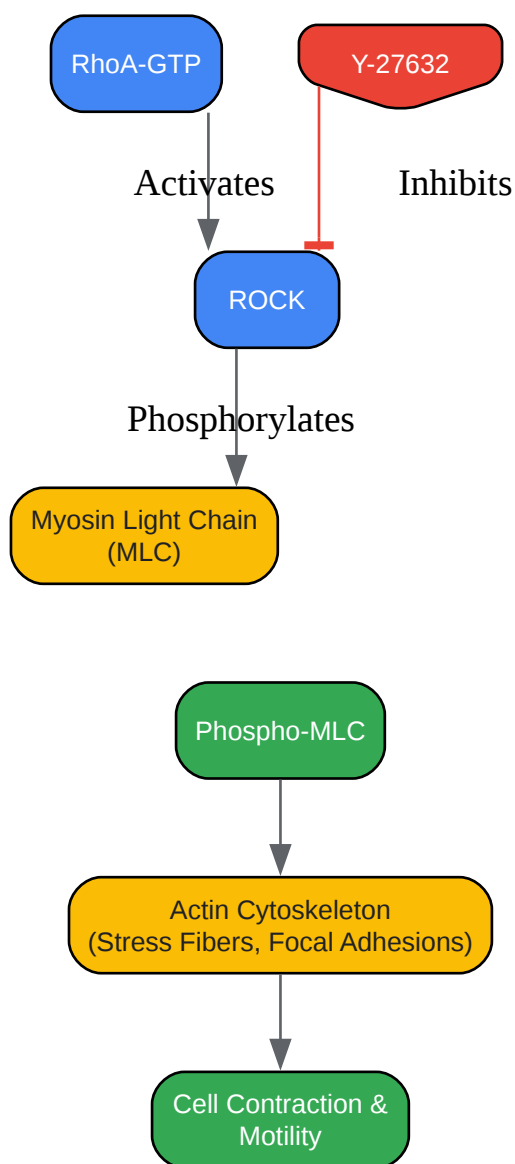 RhoA-GTP
Y-27632
Activates
Inhibits
ROCK
Phosphorylates
Myosin Light Chain
(MLC)
Phospho-MLC
Actin Cytoskeleton
(Stress Fibers, Focal Adhesions)
Cell Contraction &
Motility